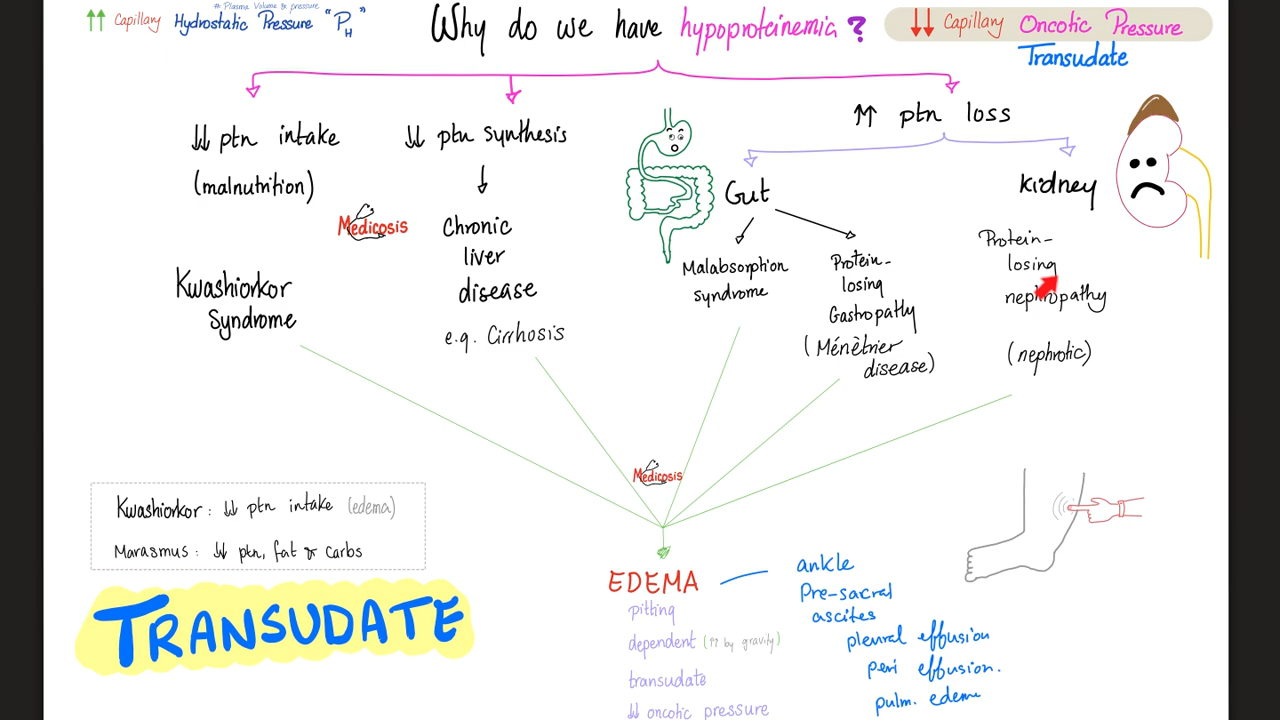 # Plasma Volume & pressure
↑↑ Capillary Hydrostatic Pressure "P_H"
Why do we have hypoproteinemia ?
↓↓ Capillary Oncotic Pressure
Transudate
↓↓ ptn intake
(malnutrition)
Kwashiorkor
Syndrome
Medicosis
↓↓ ptn synthesis
↓
Chronic
liver
disease
e.g. Cirrhosis
↑↑ ptn loss
Gut
Malabsorption
syndrome
Protein-
losing
Gastropathy
(Ménètrier
disease)
kidney
Protein-
losing
nephropathy
(nephrotic)
Medicosis
Kwashiorkor : ↓↓ ptn intake (edema)
Marasmus : ↓↓ ptn, fat & carbs
TRANSUDATE
EDEMA
pitting
dependent (↑↑ by gravity)
transudate
↓↓ oncotic pressure
ankle
Pre-sacral
ascites
pleural effusion
peri effusion.
pulm. edema